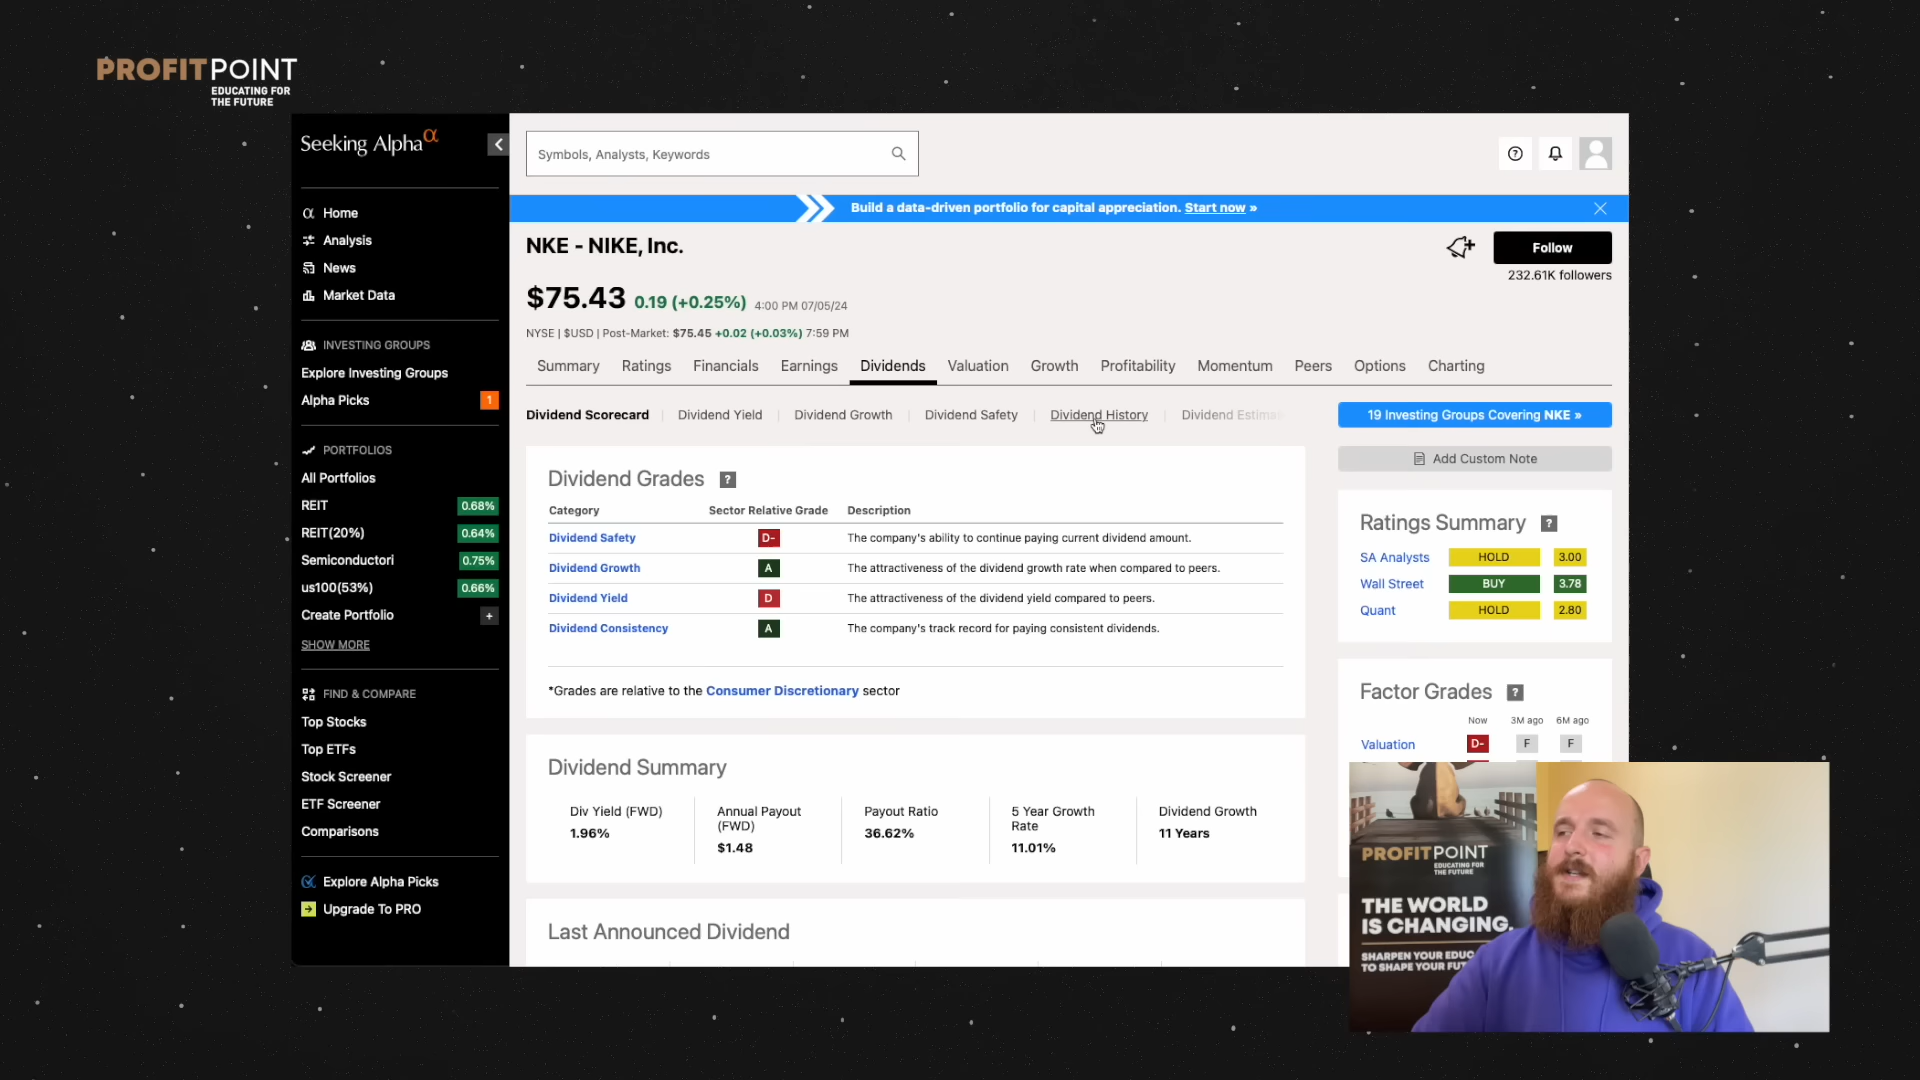 PROFITPOINT
EDUCATING FOR
THE FUTURE
Seeking Alpha α
Symbols, Analysts, Keywords
Home
Analysis
News
Market Data
INVESTING GROUPS
Explore Investing Groups
Alpha Picks 1
PORTFOLIOS
All Portfolios
REIT 0.68%
REIT(20%) 0.64%
Semiconductori 0.75%
us100(53%) 0.66%
Create Portfolio +
SHOW MORE
FIND & COMPARE
Top Stocks
Top ETFs
Stock Screener
ETF Screener
Comparisons
Explore Alpha Picks
Upgrade To PRO
Build a data-driven portfolio for capital appreciation. Start now »
NKE - NIKE, Inc.
Follow
232.61K followers
$75.43 0.19 (+0.25%) 4:00 PM 07/05/24
NYSE | $USD | Post-Market: $75.45 +0.02 (+0.03%) 7:59 PM
Summary Ratings Financials Earnings Dividends Valuation Growth Profitability Momentum Peers Options Charting
Dividend Scorecard | Dividend Yield | Dividend Growth | Dividend Safety | Dividend History | Dividend Estima
19 Investing Groups Covering NKE »
Add Custom Note
Dividend Grades ?
Category Sector Relative Grade Description
Dividend Safety D- The company's ability to continue paying current dividend amount.
Dividend Growth A The attractiveness of the dividend growth rate when compared to peers.
Dividend Yield D The attractiveness of the dividend yield compared to peers.
Dividend Consistency A The company's track record for paying consistent dividends.
*Grades are relative to the Consumer Discretionary sector
Ratings Summary ?
SA Analysts HOLD 3.00
Wall Street BUY 3.78
Quant HOLD 2.80
Factor Grades ?
Now 3M ago 6M ago
Valuation D- F F
Dividend Summary
Div Yield (FWD)
1.96%
Annual Payout
(FWD)
$1.48
Payout Ratio
36.62%
5 Year Growth
Rate
11.01%
Dividend Growth
11 Years
Last Announced Dividend
PROFITPOINT
EDUCATING FOR
THE FUTURE
THE WORLD
IS CHANGING.
SHARPEN YOUR EDUC
TO SHAPE YOUR FUT